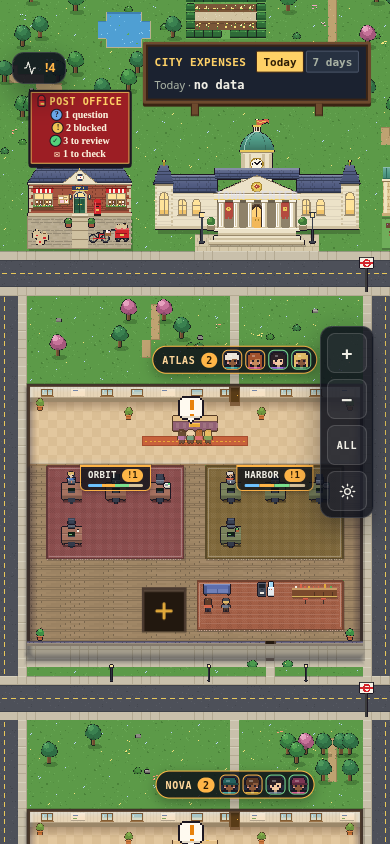 !4
CITY EXPENSES Today 7 days
Today · no data
POST OFFICE
? 1 question
! 2 blocked
✓ 3 to review
✉ 1 to check
ATLAS 2
+
−
ALL
!
ORBIT !1
HARBOR !1
+
NOVA 2
!